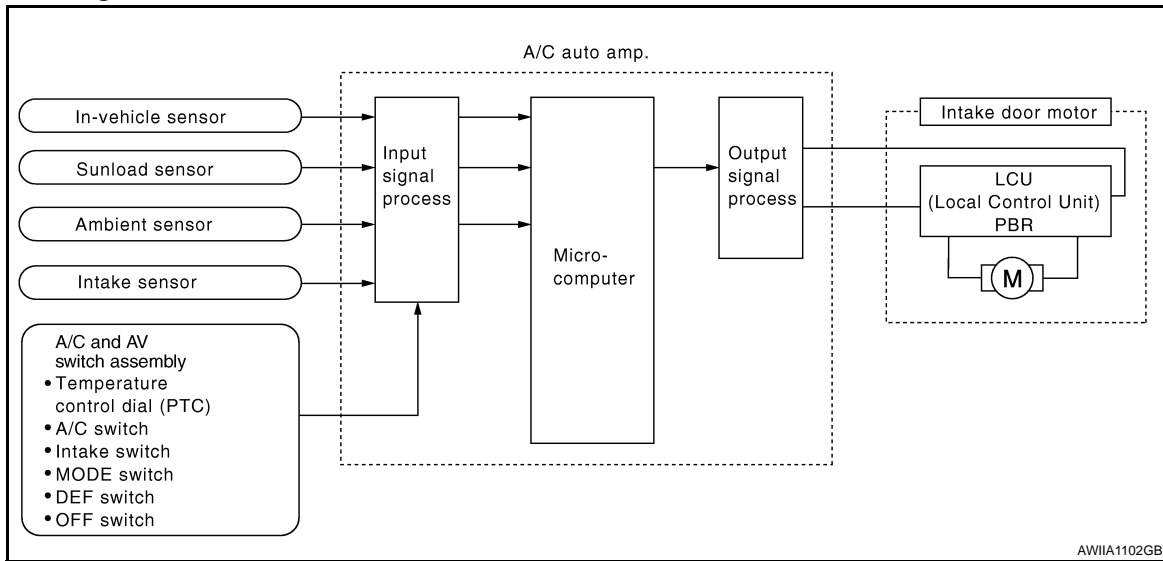 A/C auto amp.
In-vehicle sensor
Sunload sensor
Ambient sensor
Intake sensor
A/C and AV
switch assembly
• Temperature
control dial (PTC)
• A/C switch
• Intake switch
• MODE switch
• DEF switch
• OFF switch
Input
signal
process
Micro-
computer
Output
signal
process
Intake door motor
LCU
(Local Control Unit)
PBR
M
AWIIA1102GB